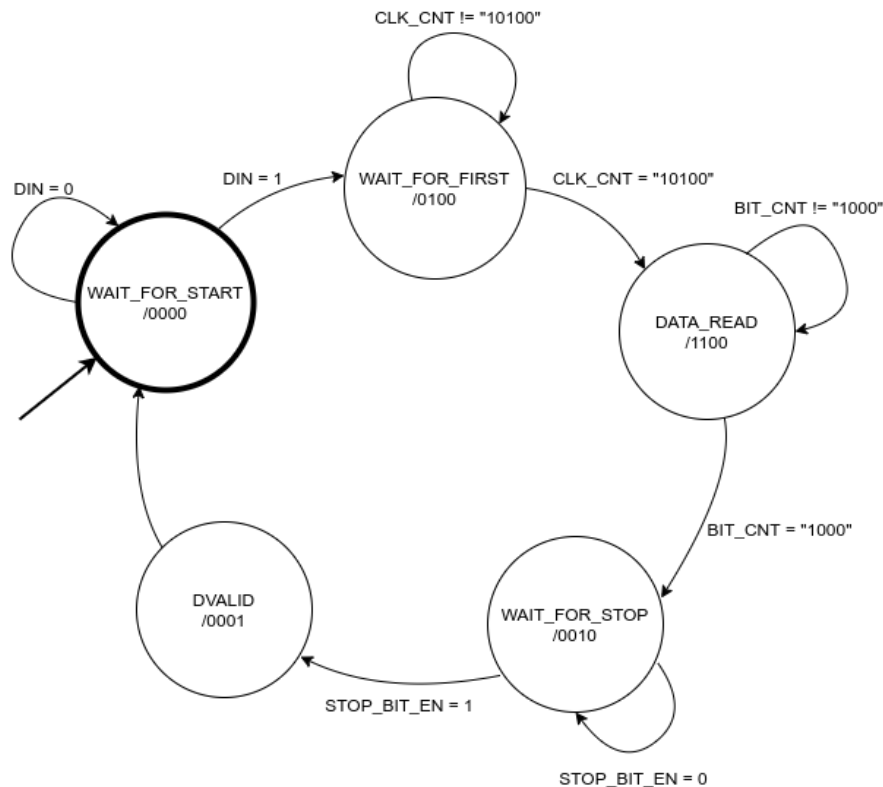 CLK_CNT != "10100"
DIN = 0
DIN = 1
WAIT_FOR_FIRST
/0100
CLK_CNT = "10100"
BIT_CNT != "1000"
WAIT_FOR_START
/0000
DATA_READ
/1100
BIT_CNT = "1000"
DVALID
/0001
WAIT_FOR_STOP
/0010
STOP_BIT_EN = 1
STOP_BIT_EN = 0